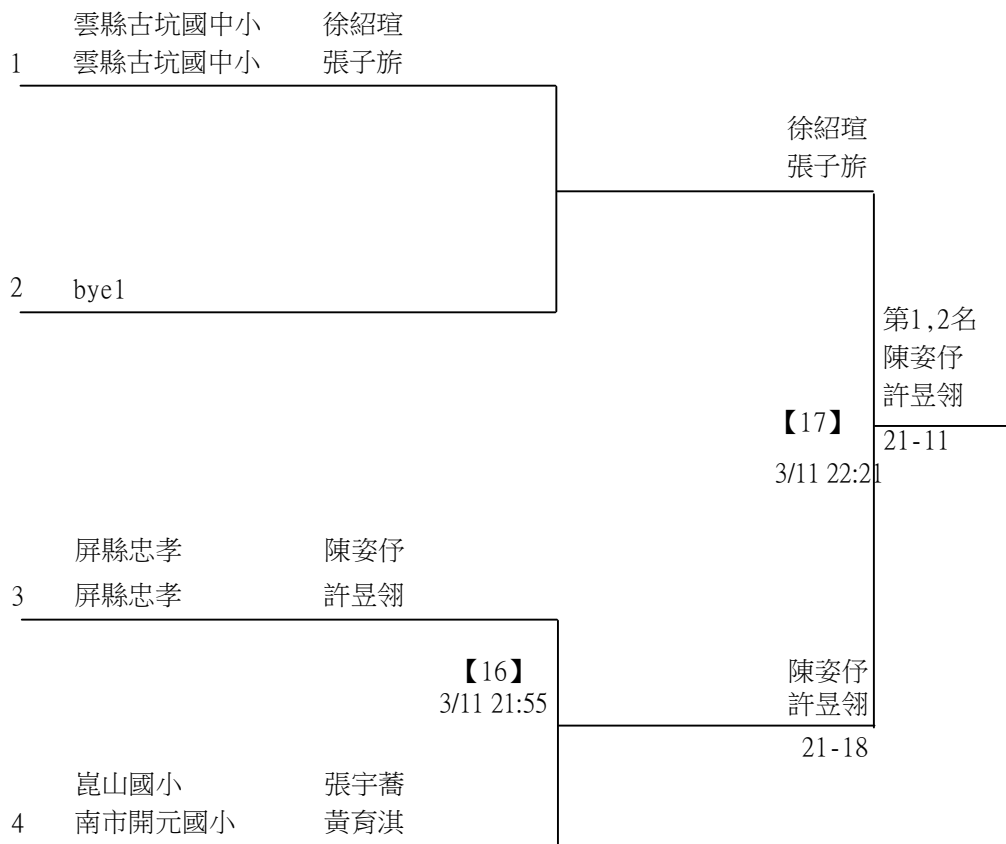 雲縣古坑國中小 徐紹瑄
1 雲縣古坑國中小 張子旂
徐紹瑄
張子旂
2 bye1
第1,2名
陳姿伃
許昱翎
【17】
21-11
3/11 22:21
屏縣忠孝 陳姿伃
3 屏縣忠孝 許昱翎
【16】
3/11 21:55
陳姿伃
許昱翎
21-18
崑山國小 張宇蕎
4 南市開元國小 黃育淇